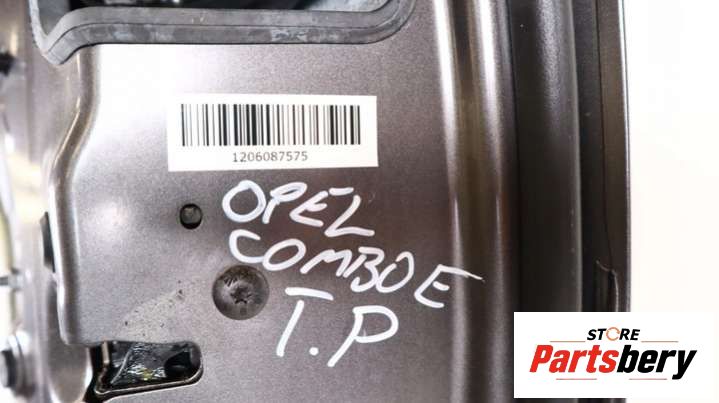 1206087575
OPEL
COMBO E
T.P
STORE
Partsbery